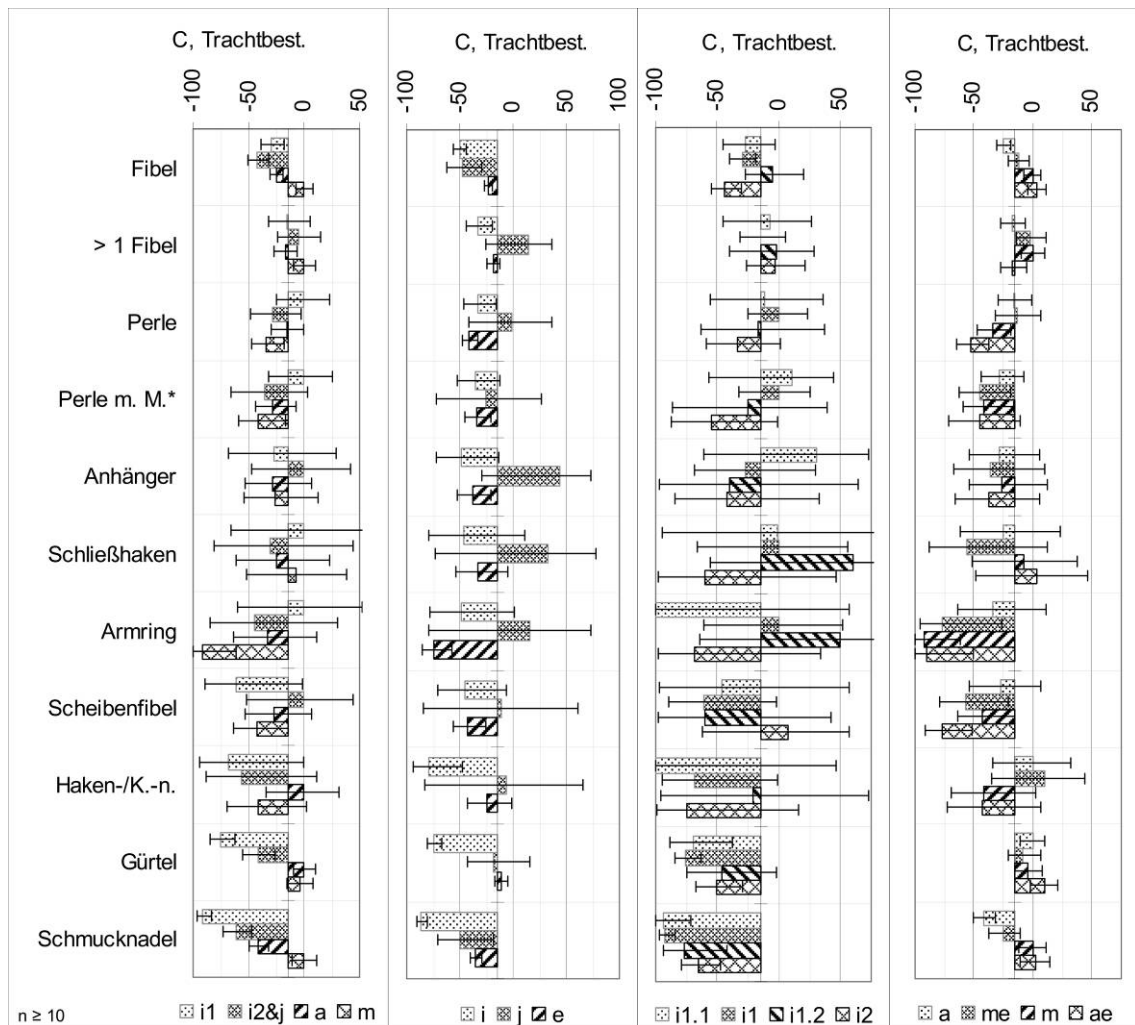 C, Trachtbest. C, Trachtbest. C, Trachtbest. C, Trachtbest.
-100 -50 0 50 -100 -50 0 50 100 -100 -50 0 50 -100 -50 0 50
Fibel
> 1 Fibel
Perle
Perle m. M.*
Anhänger
Schließhaken
Armring
Scheibenfibel
Haken-/K.-n.
Gürtel
Schmucknadel
n ≥ 10 i1 i2&j a m i j e i1.1 i1 i1.2 i2 a me m ae